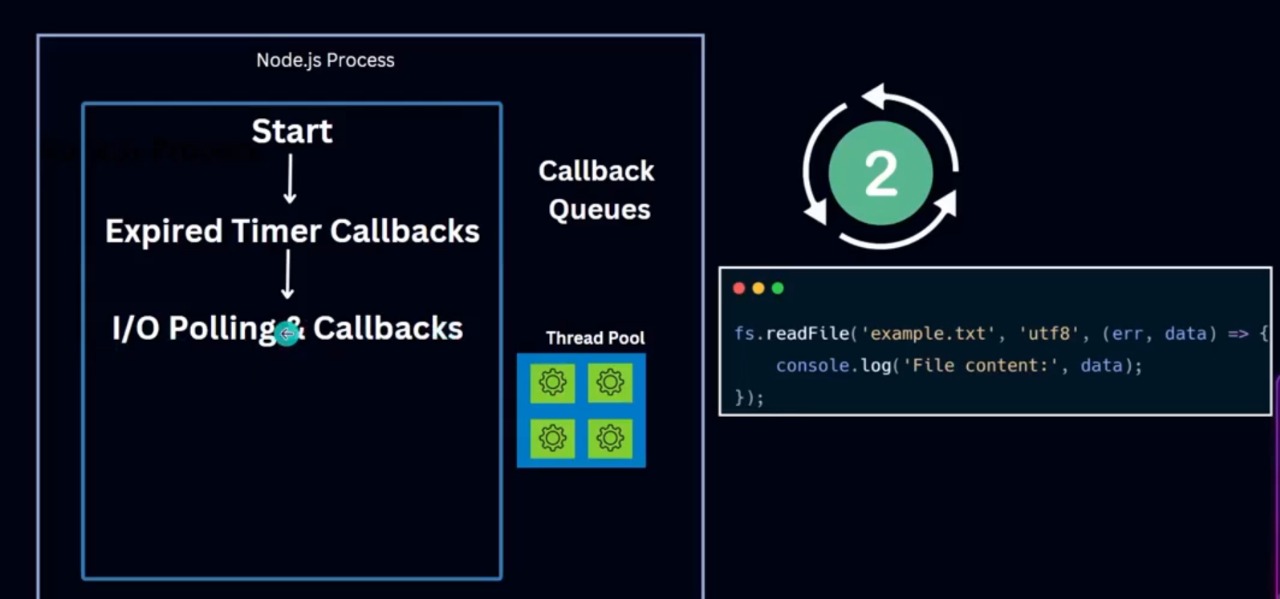 Node.js Process
Start
Expired Timer Callbacks
I/O Polling & Callbacks
Callback
Queues
Thread Pool
2
fs.readFile('example.txt', 'utf8', (err, data) => {
    console.log('File content:', data);
});